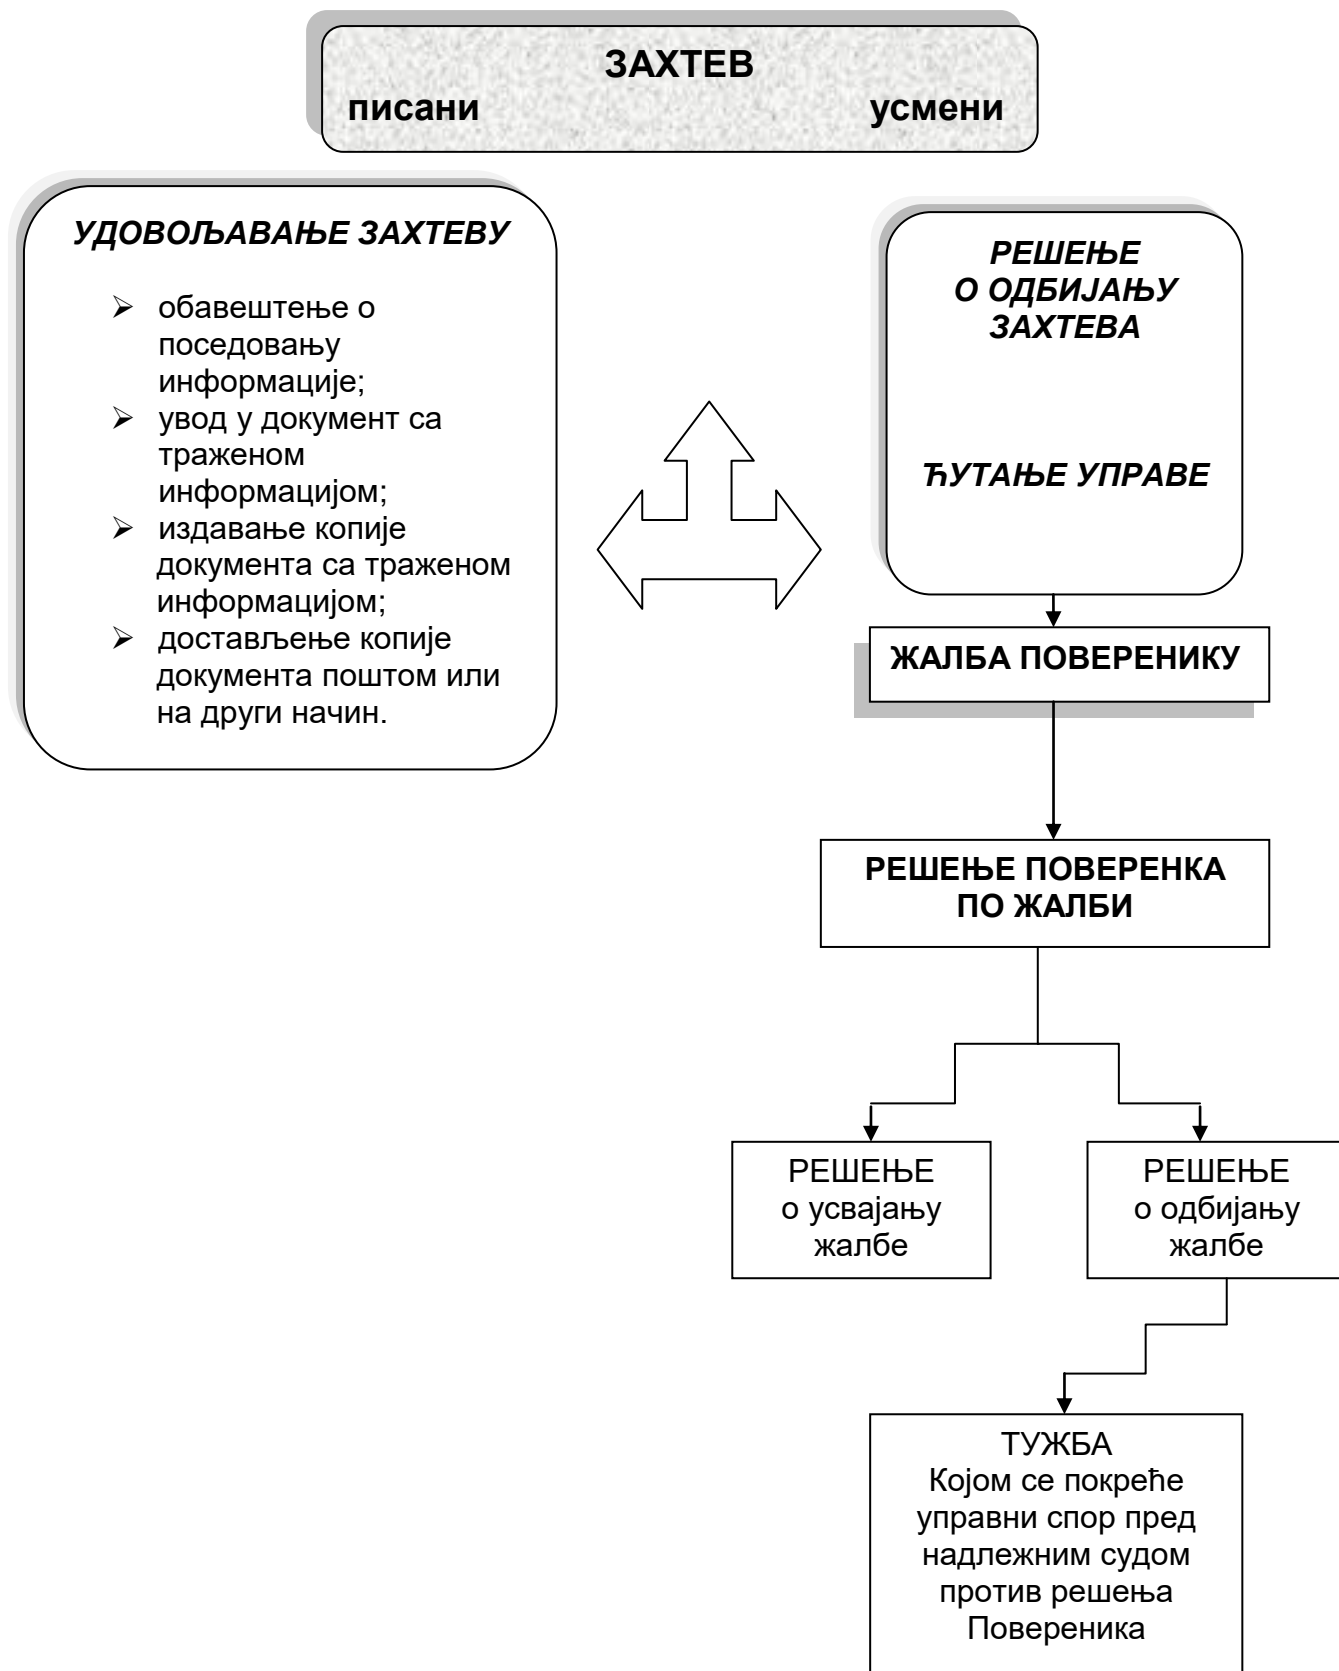 ЗАХТЕВ
писани усмени
УДОВОЉАВАЊЕ ЗАХТЕВУ
➢ обавештење о
поседовању
информације;
➢ увод у документ са
траженом
информацијом;
➢ издавање копије
документа са траженом
информацијом;
➢ достављење копије
документа поштом или
на други начин.
РЕШЕЊЕ
О ОДБИЈАЊУ
ЗАХТЕВА
ЋУТАЊЕ УПРАВЕ
ЖАЛБА ПОВЕРЕНИКУ
РЕШЕЊЕ ПОВЕРЕНКА
ПО ЖАЛБИ
РЕШЕЊЕ
о усвајању
жалбе
РЕШЕЊЕ
о одбијању
жалбе
ТУЖБА
Којом се покреће
управни спор пред
надлежним судом
против решења
Повереника